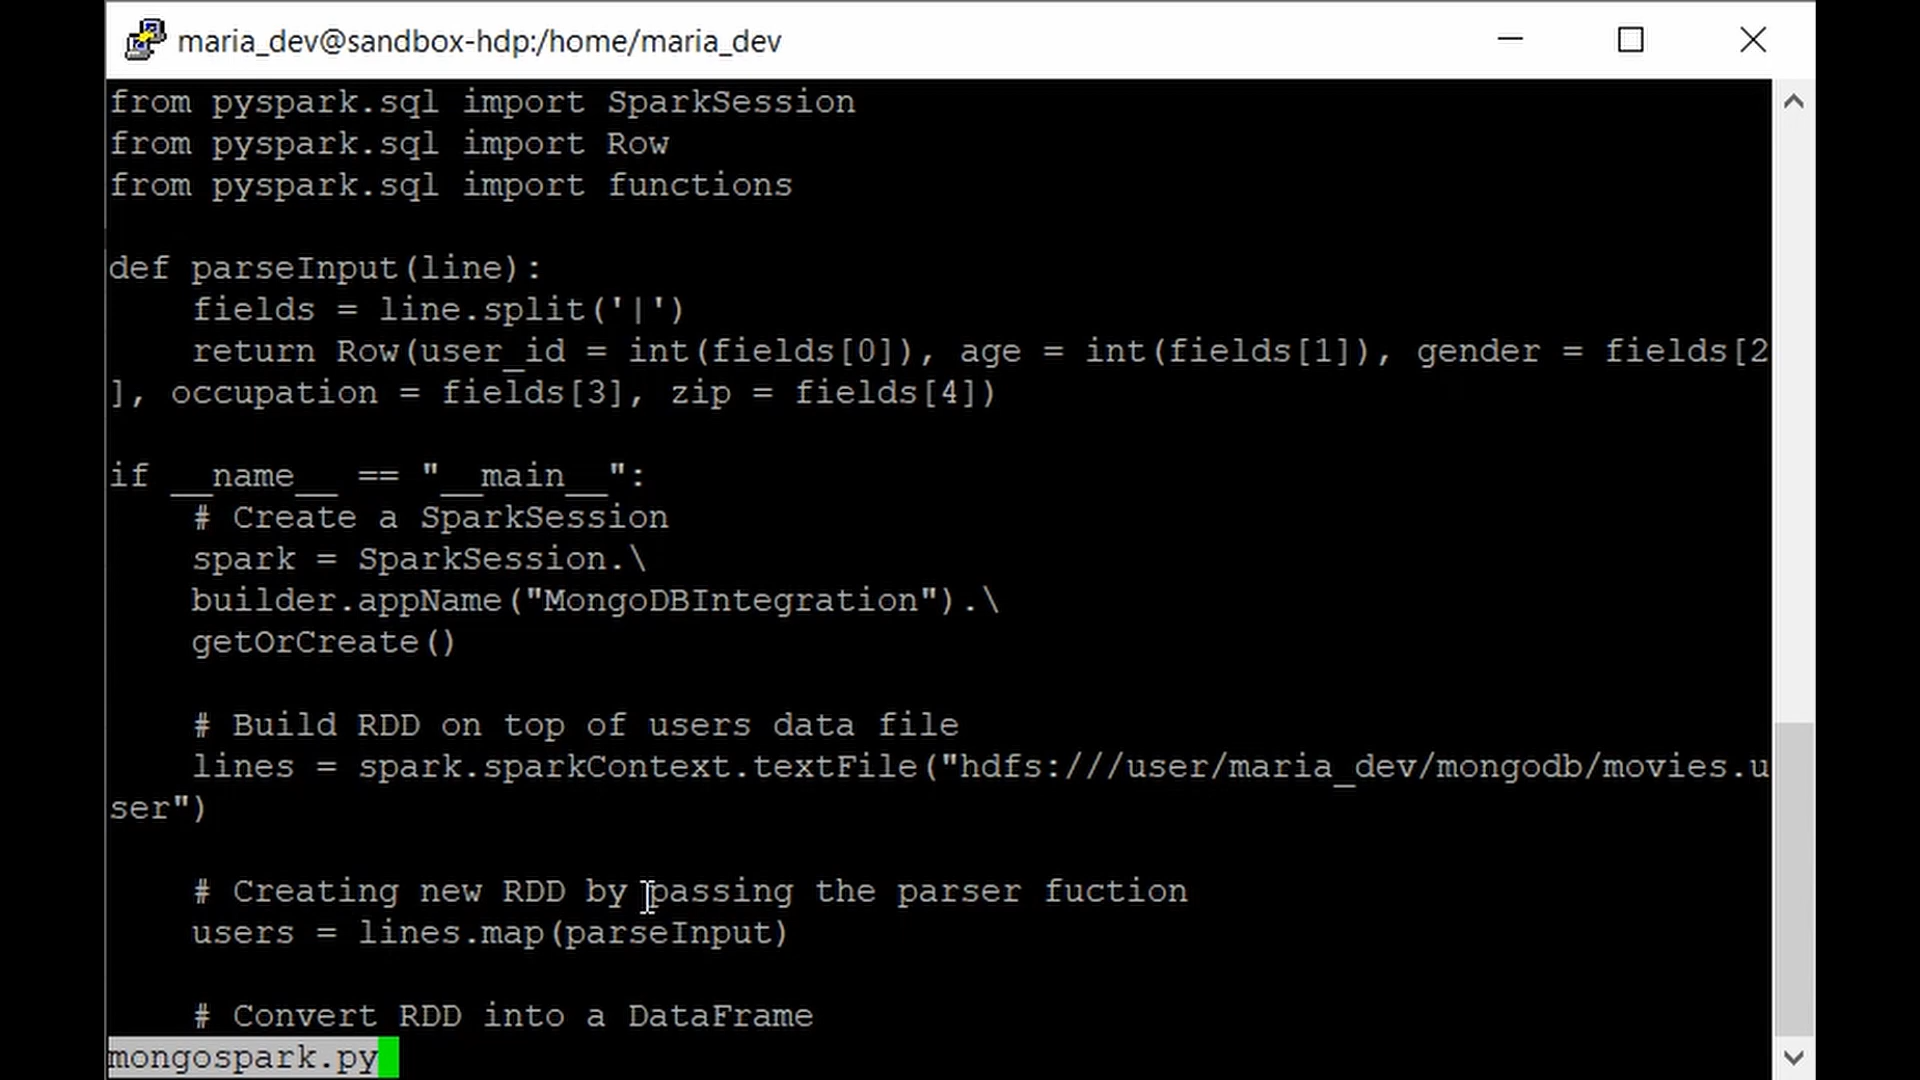 maria_dev@sandbox-hdp:/home/maria_dev
from pyspark.sql import SparkSession
from pyspark.sql import Row
from pyspark.sql import functions
def parseInput(line):
    fields = line.split('|')
    return Row(user_id = int(fields[0]), age = int(fields[1]), gender = fields[2
], occupation = fields[3], zip = fields[4])
if __name__ == "__main__":
    # Create a SparkSession
    spark = SparkSession.\
    builder.appName("MongoDBIntegration").\
    getOrCreate()
    # Build RDD on top of users data file
    lines = spark.sparkContext.textFile("hdfs:///user/maria_dev/mongodb/movies.u
ser")
    # Creating new RDD by passing the parser fuction
    users = lines.map(parseInput)
    # Convert RDD into a DataFrame
mongospark.py